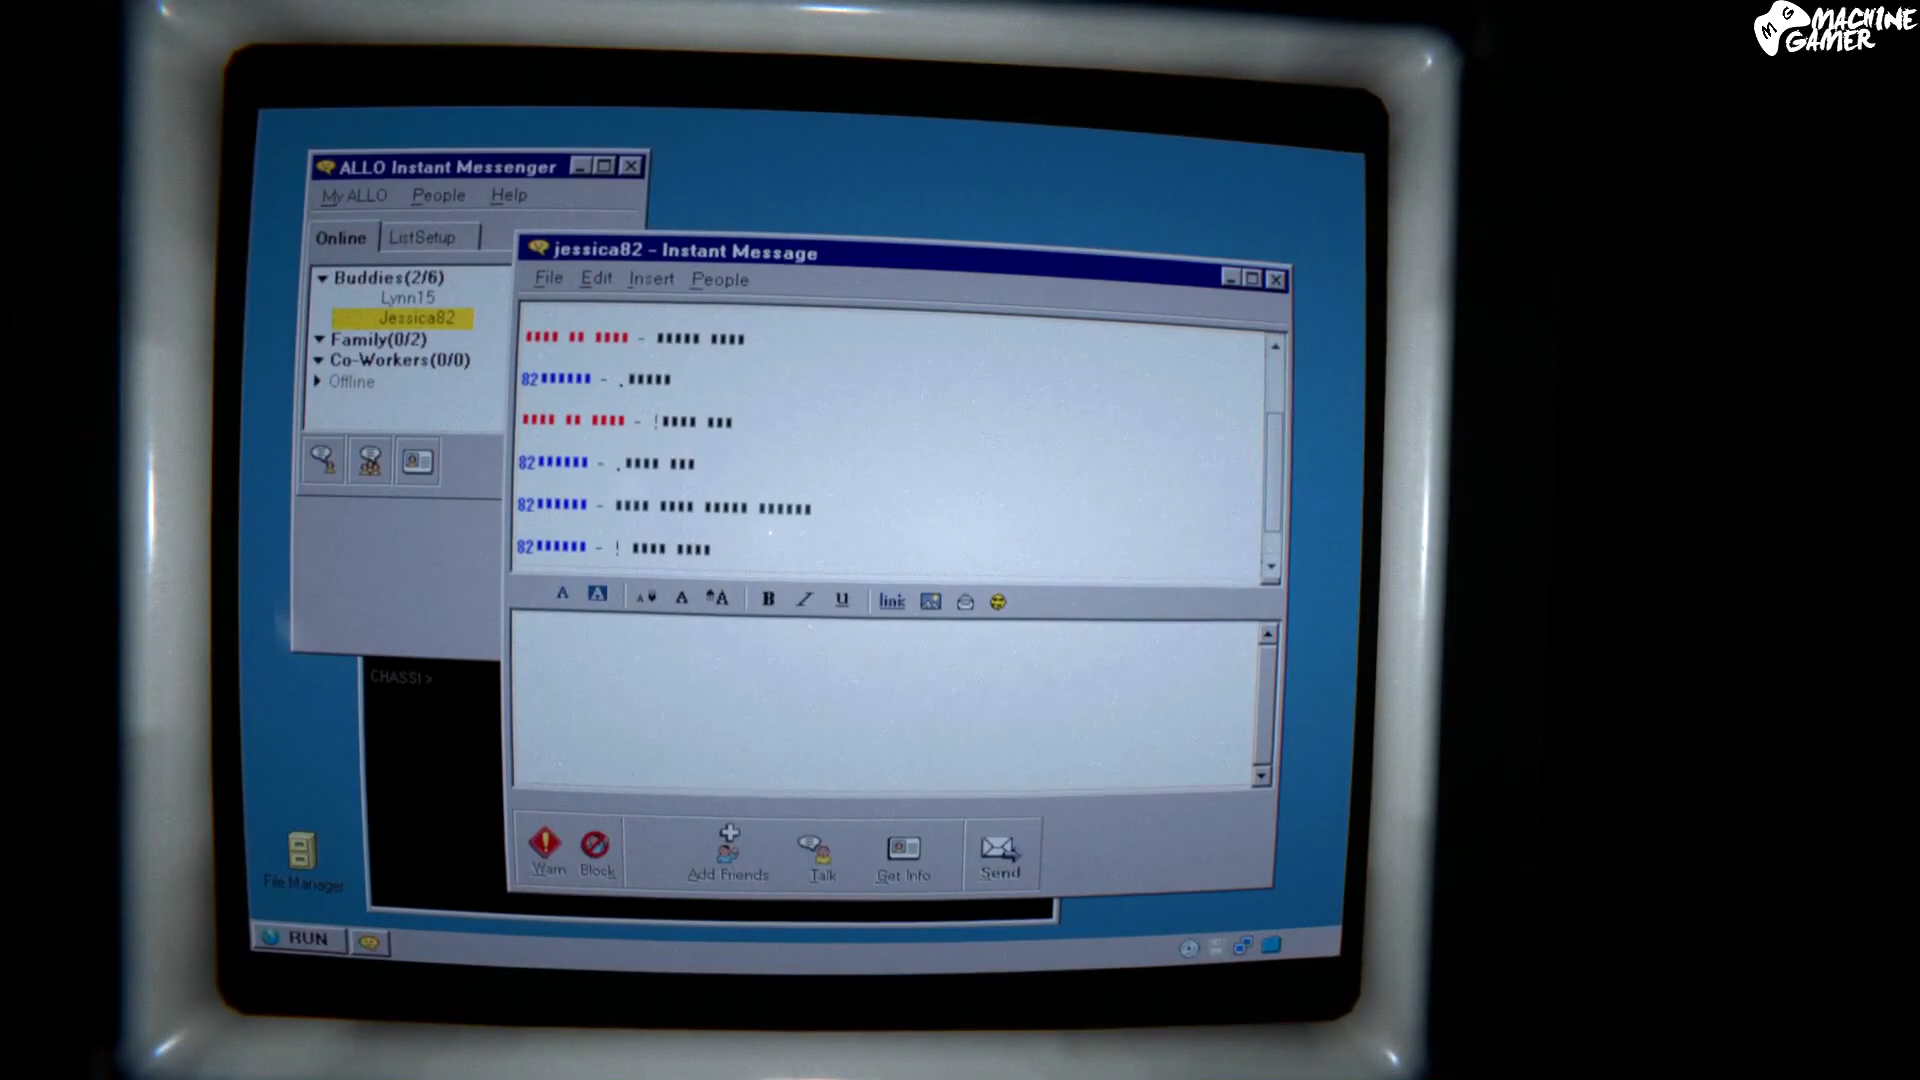 MG MACHINE GAMER
ALLO Instant Messenger
My ALLO People Help
Online ListSetup
Buddies(2/6)
Lynn15
Jessica82
Family(0/2)
Co-Workers(0/0)
Offline
jessica82 - Instant Message
File Edit Insert People
-
82 - .
- !
82 - .
82 -
82 - !
A A A A A B I U link
CHASSI >
Warn Block Add Friends Talk Get Info Send
File Manager
RUN